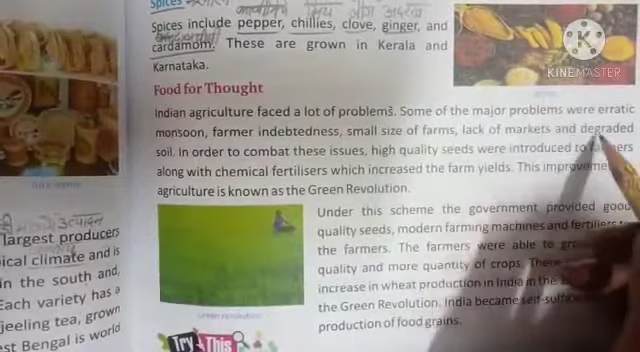 Spices
Spices include pepper, chillies, clove, ginger, and
cardamom. These are grown in Kerala and
Karnataka.
Food for Thought
Indian agriculture faced a lot of problems. Some of the major problems were erratic
monsoon, farmer indebtedness, small size of farms, lack of markets and degraded
soil. In order to combat these issues, high quality seeds were introduced to farmers
along with chemical fertilisers which increased the farm yields. This improvement
agriculture is known as the Green Revolution.
Under this scheme the government provided good
quality seeds, modern farming machines and
the farmers. The farmers were able to
quality and more quantity of crops.
increase in wheat production in India in the
the Green Revolution. India became
production of food grains.
Green revolution
Try This
largest producers
ical climate and is
in the south and,
Each variety has a
jeeling tea, grown
st Bengal is world
KINEMASTER